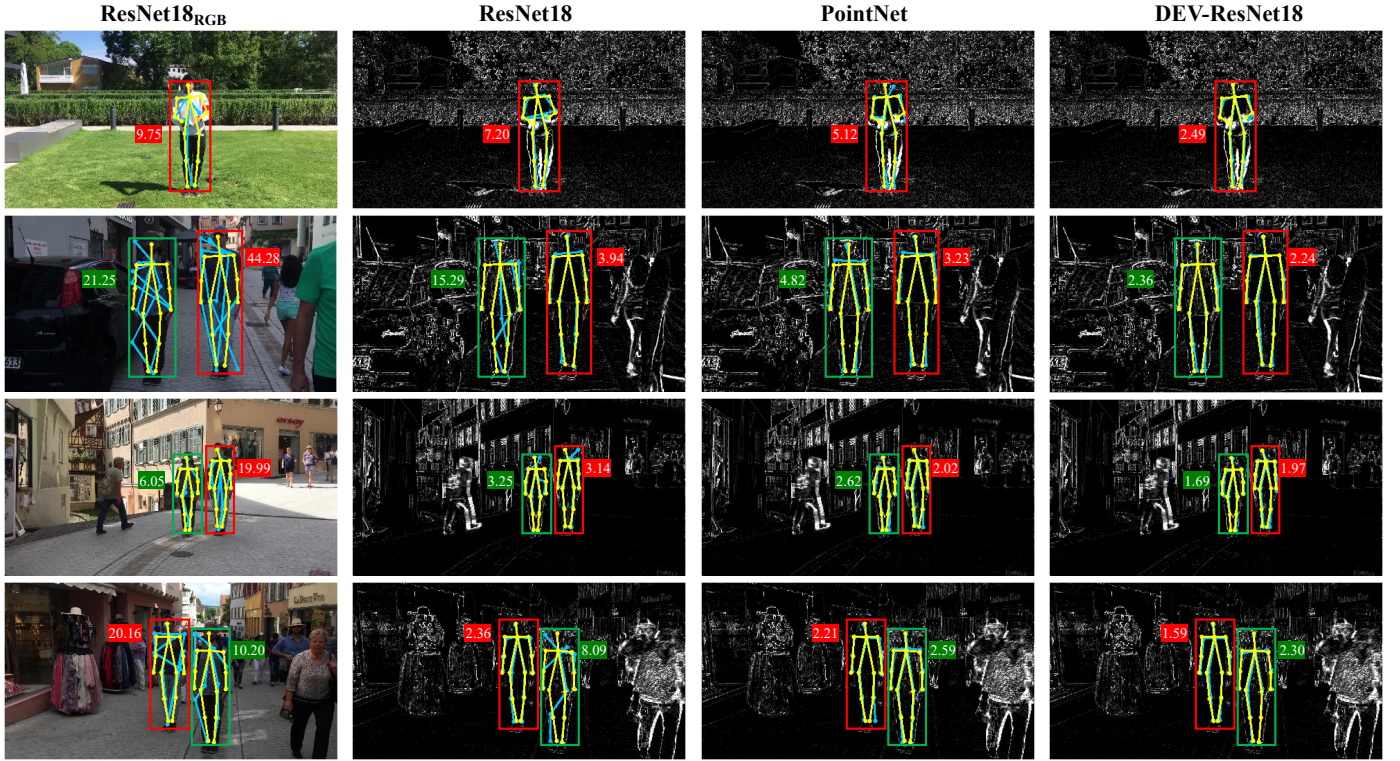 ResNet18RGB ResNet18 PointNet DEV-ResNet18
9.75 7.20 5.12 2.49
21.25 44.28 15.29 3.94 4.82 3.23 2.36 2.24
613
orsay
6.05 19.99 3.25 3.14 2.62 2.02 1.69 1.97
20.16 10.20 2.36 8.09 2.21 2.59 1.59 2.30